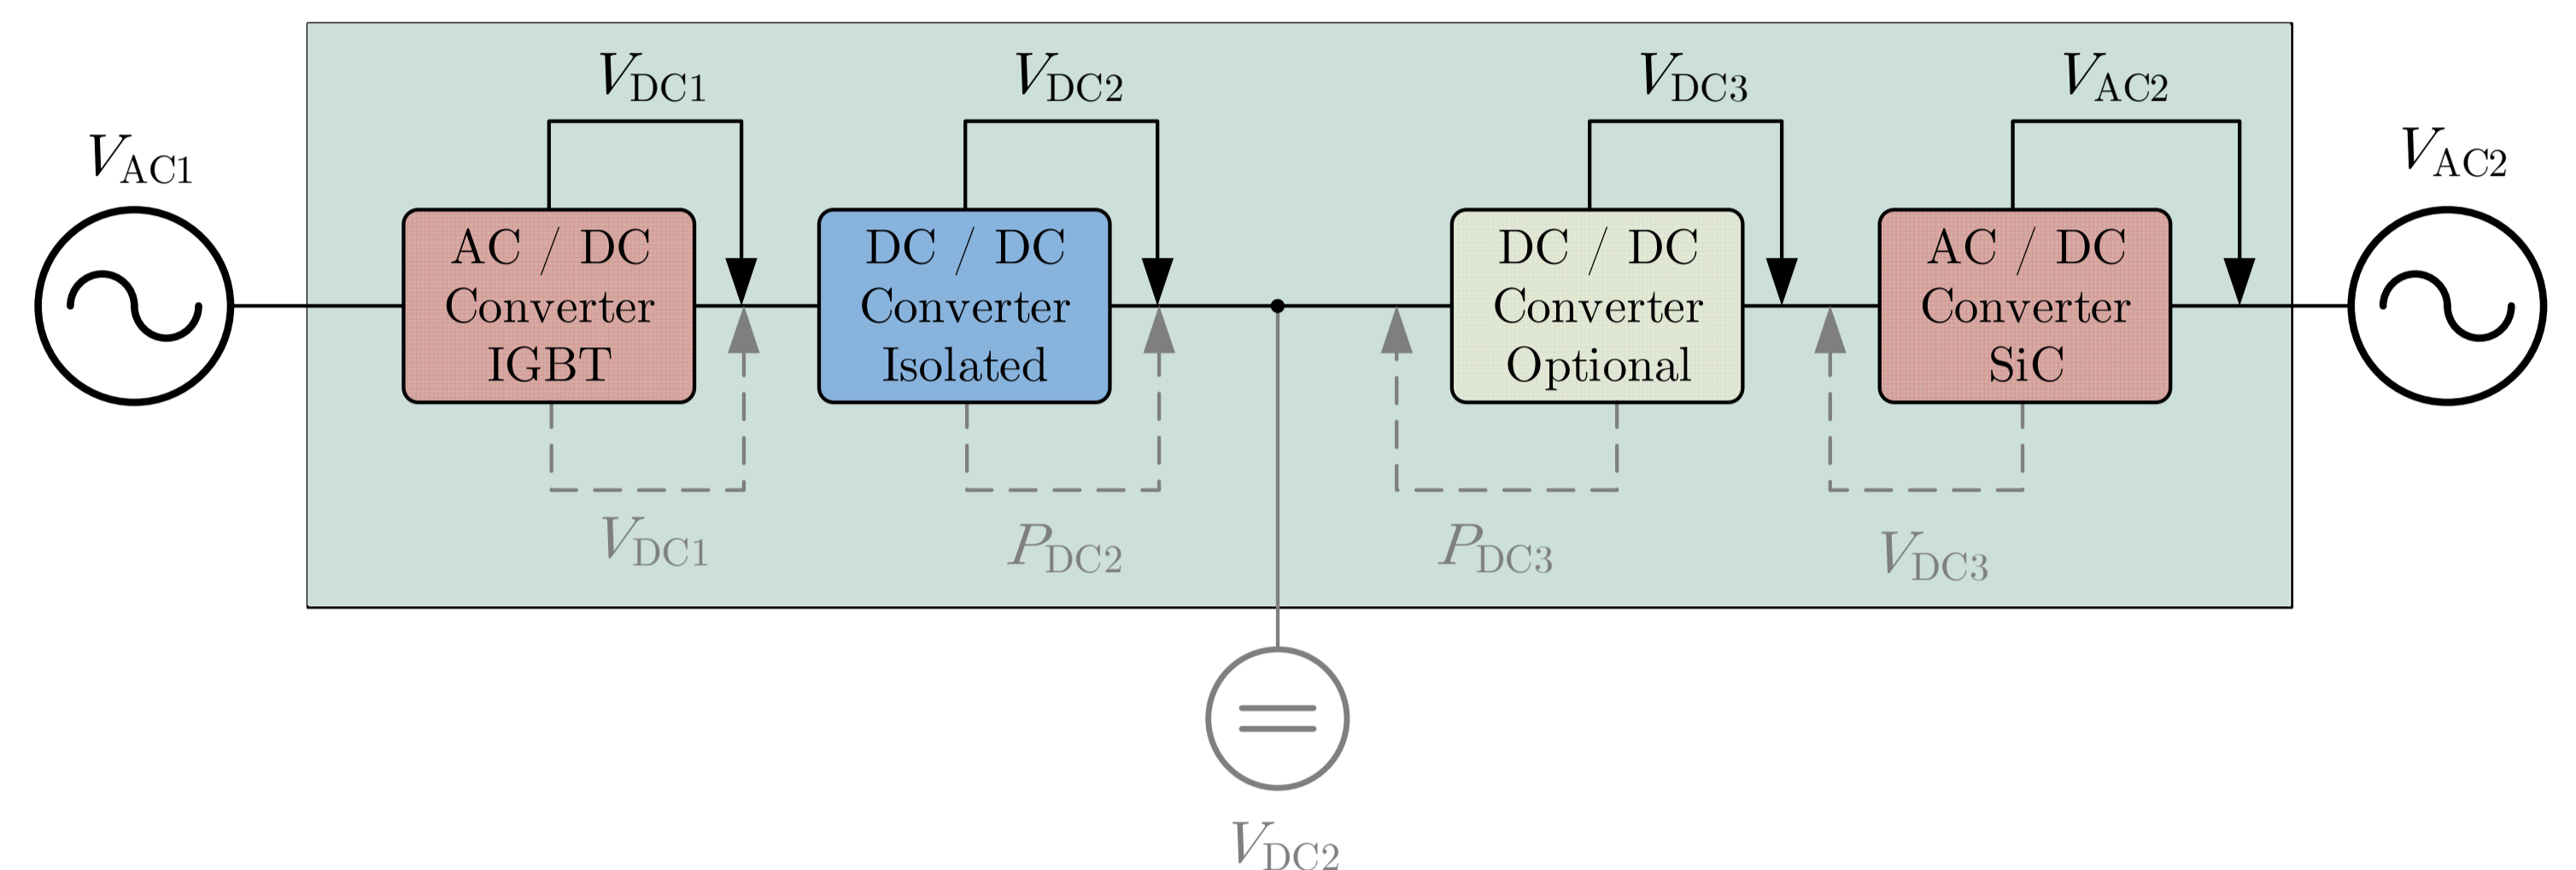 V_DC1
V_DC2
V_DC3
V_AC2
V_AC1
V_AC2
AC / DC
Converter
IGBT
DC / DC
Converter
Isolated
DC / DC
Converter
Optional
AC / DC
Converter
SiC
V_DC1
P_DC2
P_DC3
V_DC3
V_DC2